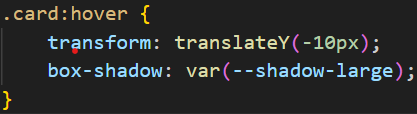 .card:hover {
    transform: translateY(-10px);
    box-shadow: var(--shadow-large);
}